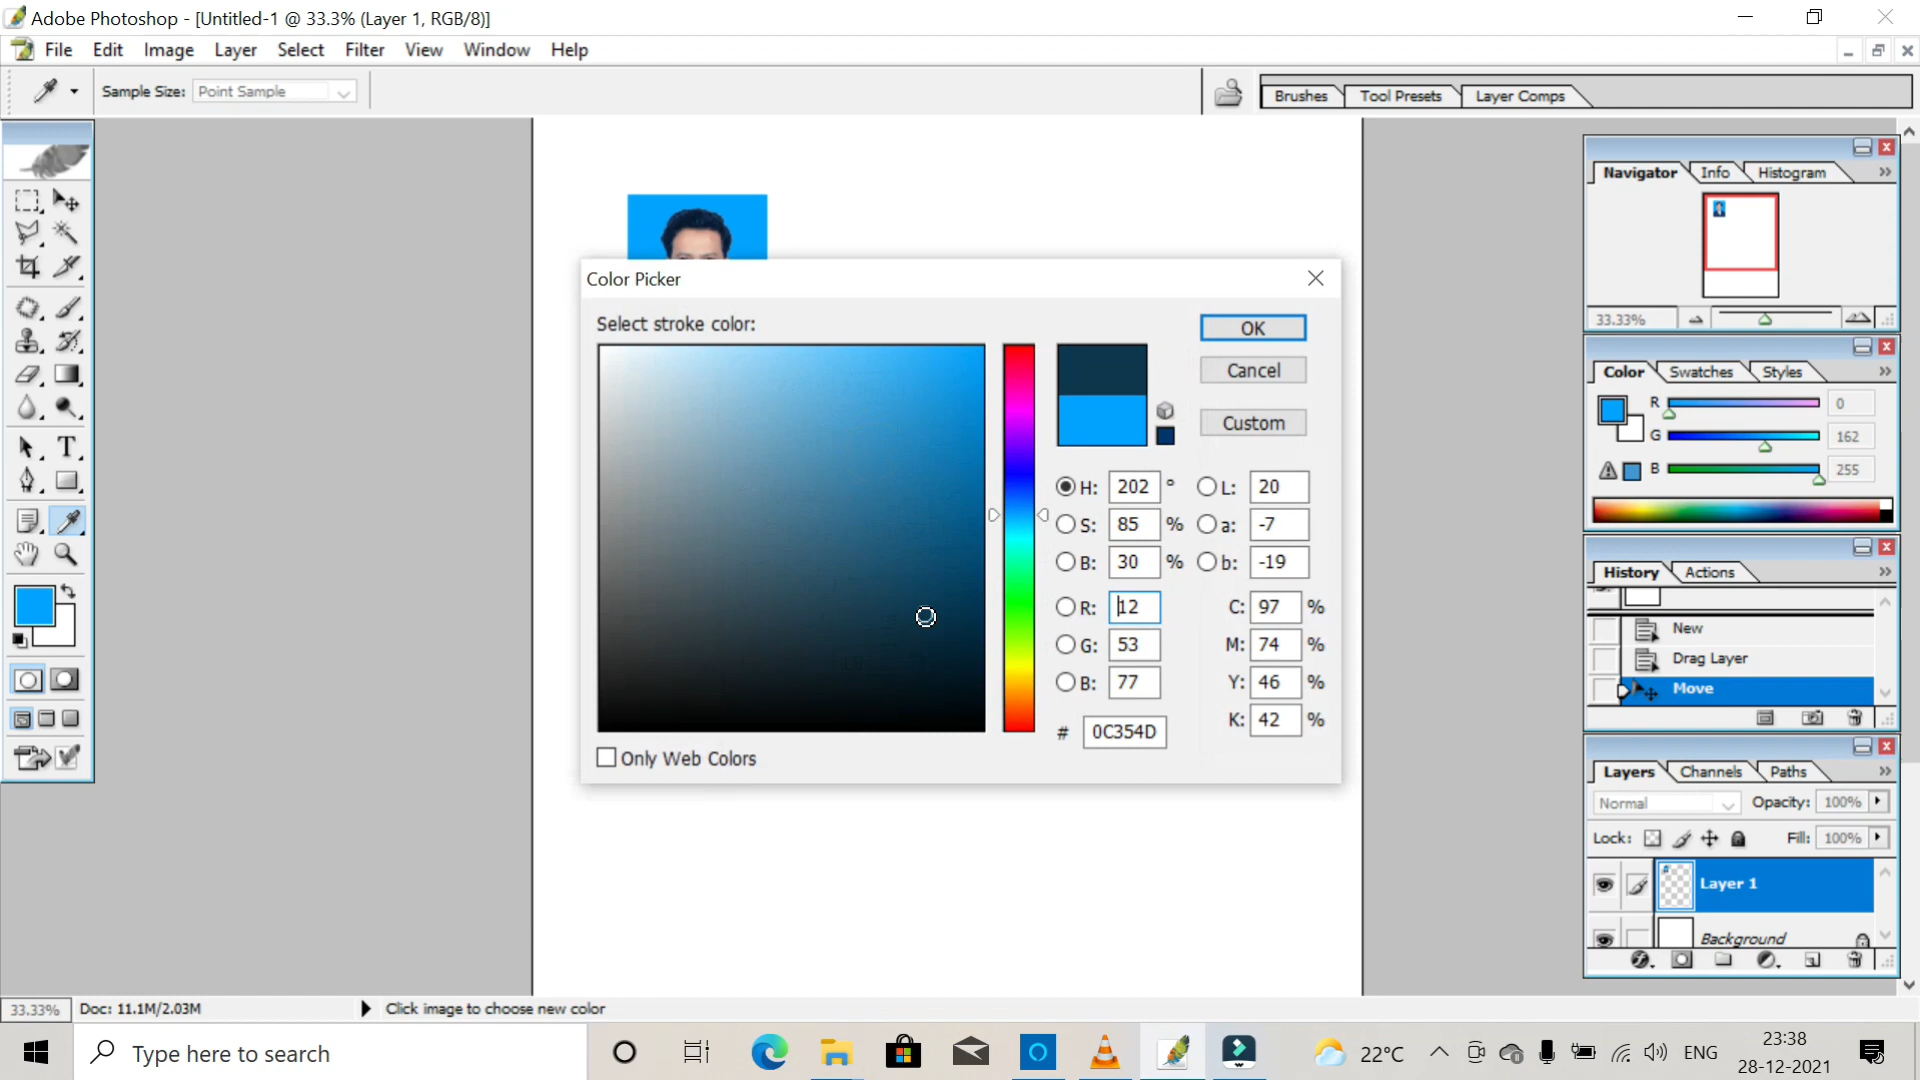 Adobe Photoshop - [Untitled-1 @ 33.3% (Layer 1, RGB/8)]
File Edit Image Layer Select Filter View Window Help
Sample Size: Point Sample
Brushes Tool Presets Layer Comps
Navigator Info Histogram
33.33%
Color Picker
Select stroke color:
OK
Cancel
Custom
H: 202 ° L: 20
S: 85 % a: -7
B: 30 % b: -19
R: 12 C: 97 %
G: 53 M: 74 %
B: 77 Y: 46 %
K: 42 %
# 0C354D
Only Web Colors
Color Swatches Styles
R 0
G 162
B 255
History Actions
New
Drag Layer
Move
Layers Channels Paths
Normal Opacity: 100%
Lock: Fill: 100%
Layer 1
Background
T
33.33% Doc: 11.1M/2.03M Click image to choose new color
Type here to search
22°C ENG
23:38
28-12-2021